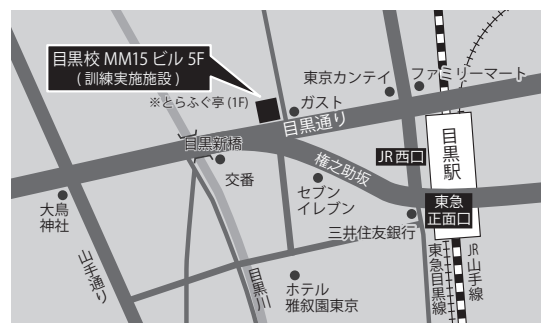 目黒校 MM15 ビル 5F
( 訓練実施施設 )
※とらふぐ亭 (1F)
東京カンテイ
ファミリーマート
ガスト
目黒通り
目黒新橋
交番
権之助坂
JR 西口
目黒駅
東急
正面口
セブン
イレブン
三井住友銀行
大鳥
神社
山手通り
目黒川
ホテル
雅叙園東京
東急目黒線
JR
山手線